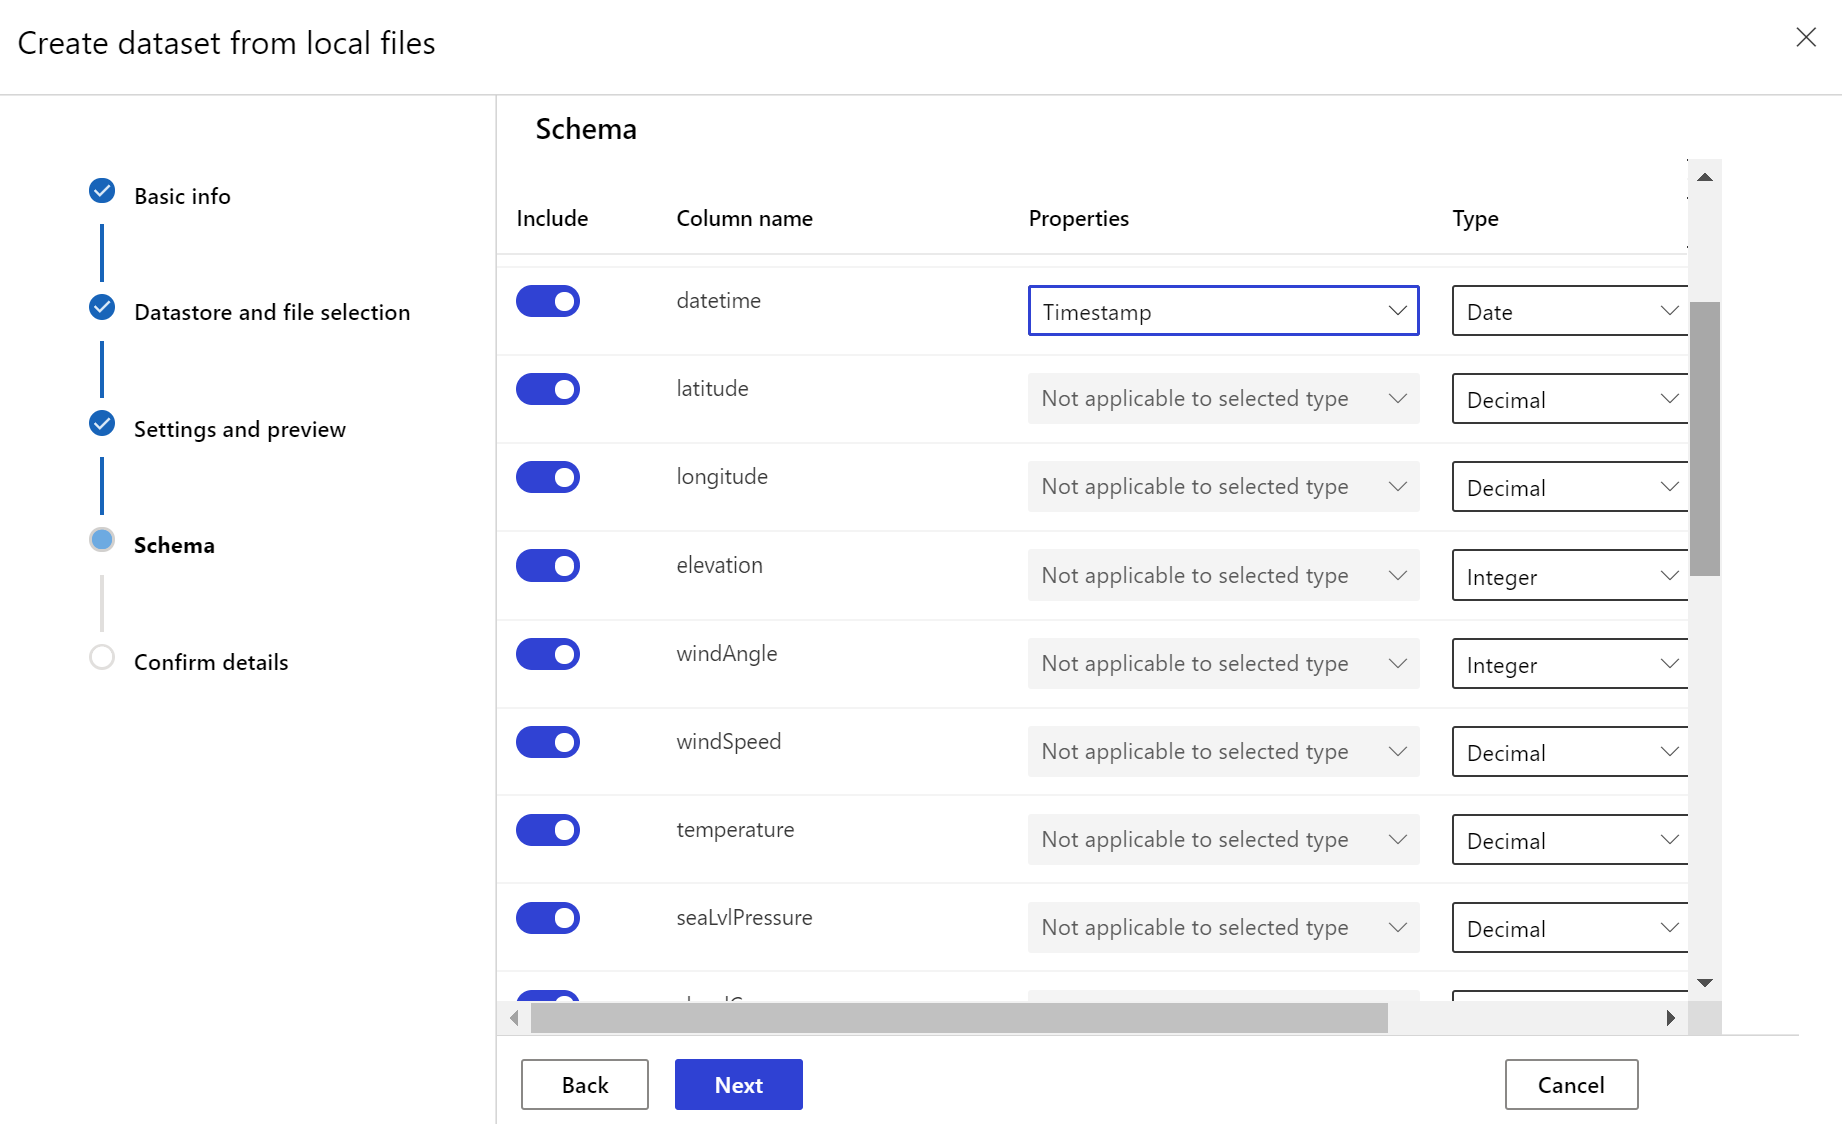 Create dataset from local files
Basic info
Datastore and file selection
Settings and preview
Schema
Confirm details
Schema
Include Column name Properties Type
datetime Timestamp Date
latitude Not applicable to selected type Decimal
longitude Not applicable to selected type Decimal
elevation Not applicable to selected type Integer
windAngle Not applicable to selected type Integer
windSpeed Not applicable to selected type Decimal
temperature Not applicable to selected type Decimal
seaLvlPressure Not applicable to selected type Decimal
Back Next Cancel